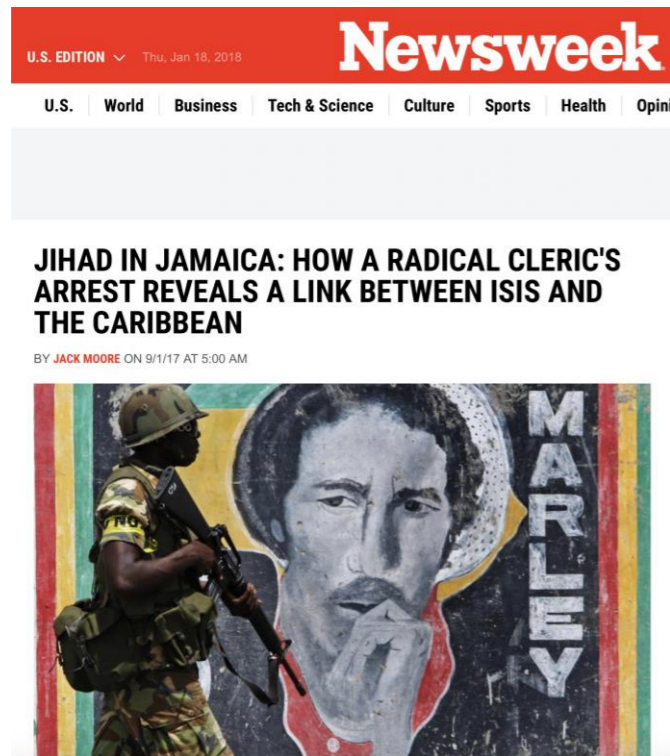 U.S. EDITION
Thu, Jan 18, 2018
Newsweek
U.S. World Business Tech & Science Culture Sports Health Opini
JIHAD IN JAMAICA: HOW A RADICAL CLERIC'S
ARREST REVEALS A LINK BETWEEN ISIS AND
THE CARIBBEAN
BY JACK MOORE ON 9/1/17 AT 5:00 AM
MARLEY